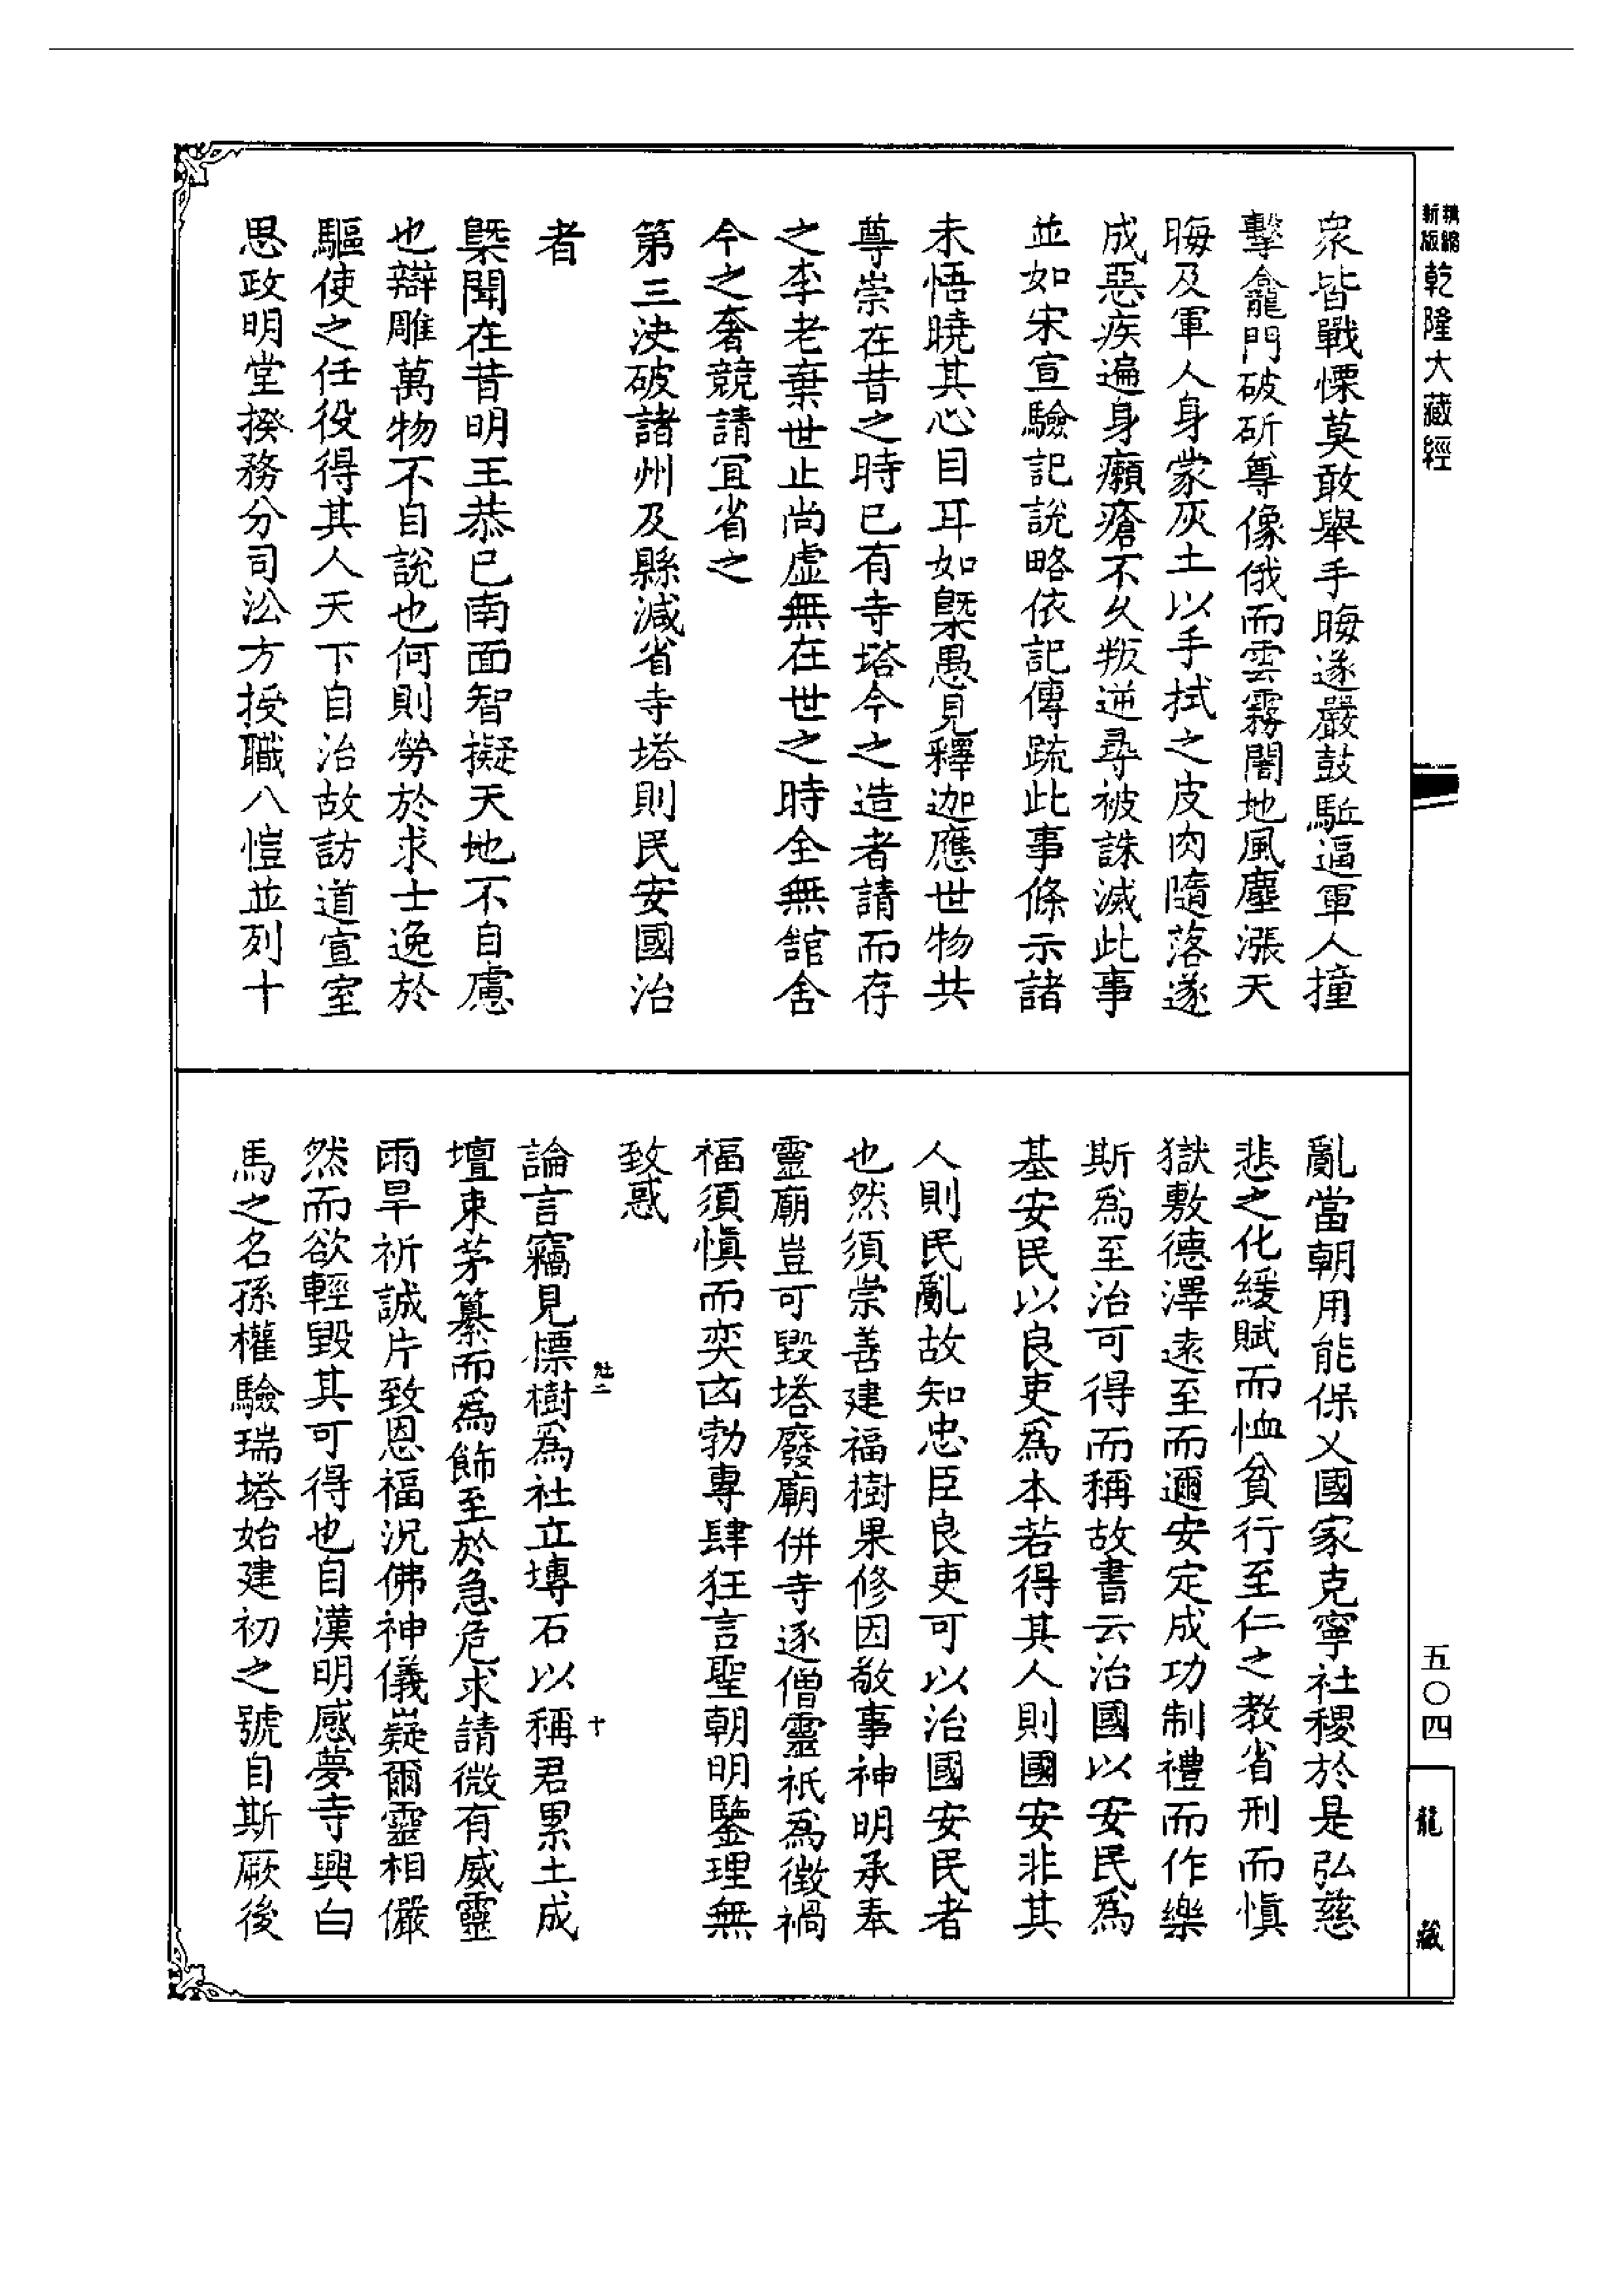 精縮新版乾隆大藏經
衆皆戰慄莫敢舉手晦遂嚴鼓駈逼軍人撞
擊龕門破斫尊像俄而雲霧闇地風塵漲天
晦及軍人身蒙灰土以手拭之皮肉隨落遂
成惡疾遍身癩瘡不久叛逆尋被誅滅此事
並如宋宣驗記說略依記傳疏此事條示諸
未悟曉其心目耳如槩愚見釋迦應世物共
尊崇在昔之時已有寺塔今之造者請而存
之李老棄世止尚虛無在世之時全無館舍
今之奢競請宜省之
第三決破諸州及縣減省寺塔則民安國治
者
槩聞在昔明王恭已南面智擬天地不自慮
也辯雕萬物不自說也何則勞於求士逸於
驅使之任役得其人天下自治故訪道宣室
思政明堂揆務分司沿方授職八愷並列十
亂當朝用能保乂國家克寧社稷於是弘慈
悲之化緩賦而恤貧行至仁之教省刑而愼
獄敷德澤遠至而邇安定成功制禮而作樂
斯爲至治可得而稱故書云治國以安民爲
基安民以良吏爲本若得其人則國安非其
人則民亂故知忠臣良吏可以治國安民者
也然須崇善建福樹果修因敬事神明承奉
靈廟豈可毀塔廢廟併寺逐僧靈祇爲徵禍
福須愼而奕凶勃專肆狂言聖朝明鑒理無
致惑
論言竊見慓樹爲社立塼石以稱君累土成
壇束茅纂而爲飾至於急危求請微有威靈
雨旱祈誠片致恩福況佛神儀嶷爾靈相儼
然而欲輕毀其可得也自漢明感夢寺興白
馬之名孫權驗瑞塔始建初之號自斯厥後
魁二
十
五〇四
龍藏